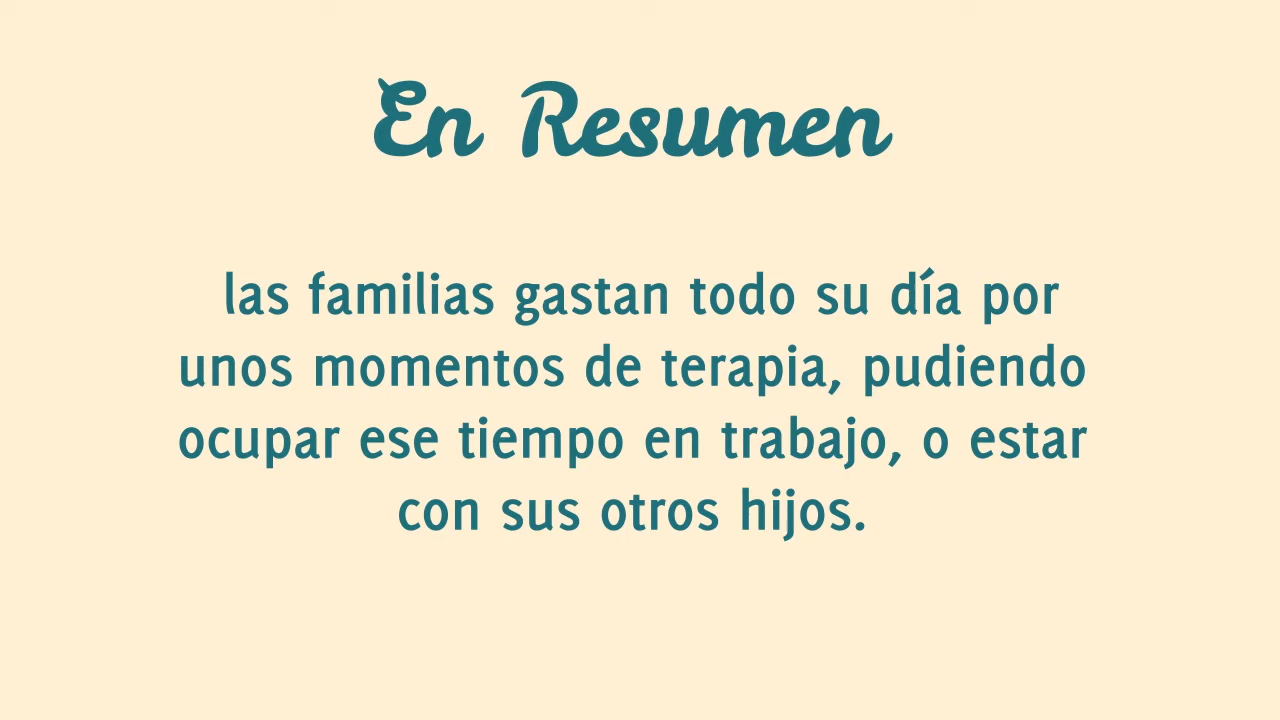 En Resumen
las familias gastan todo su día por
unos momentos de terapia, pudiendo
ocupar ese tiempo en trabajo, o estar
con sus otros hijos.